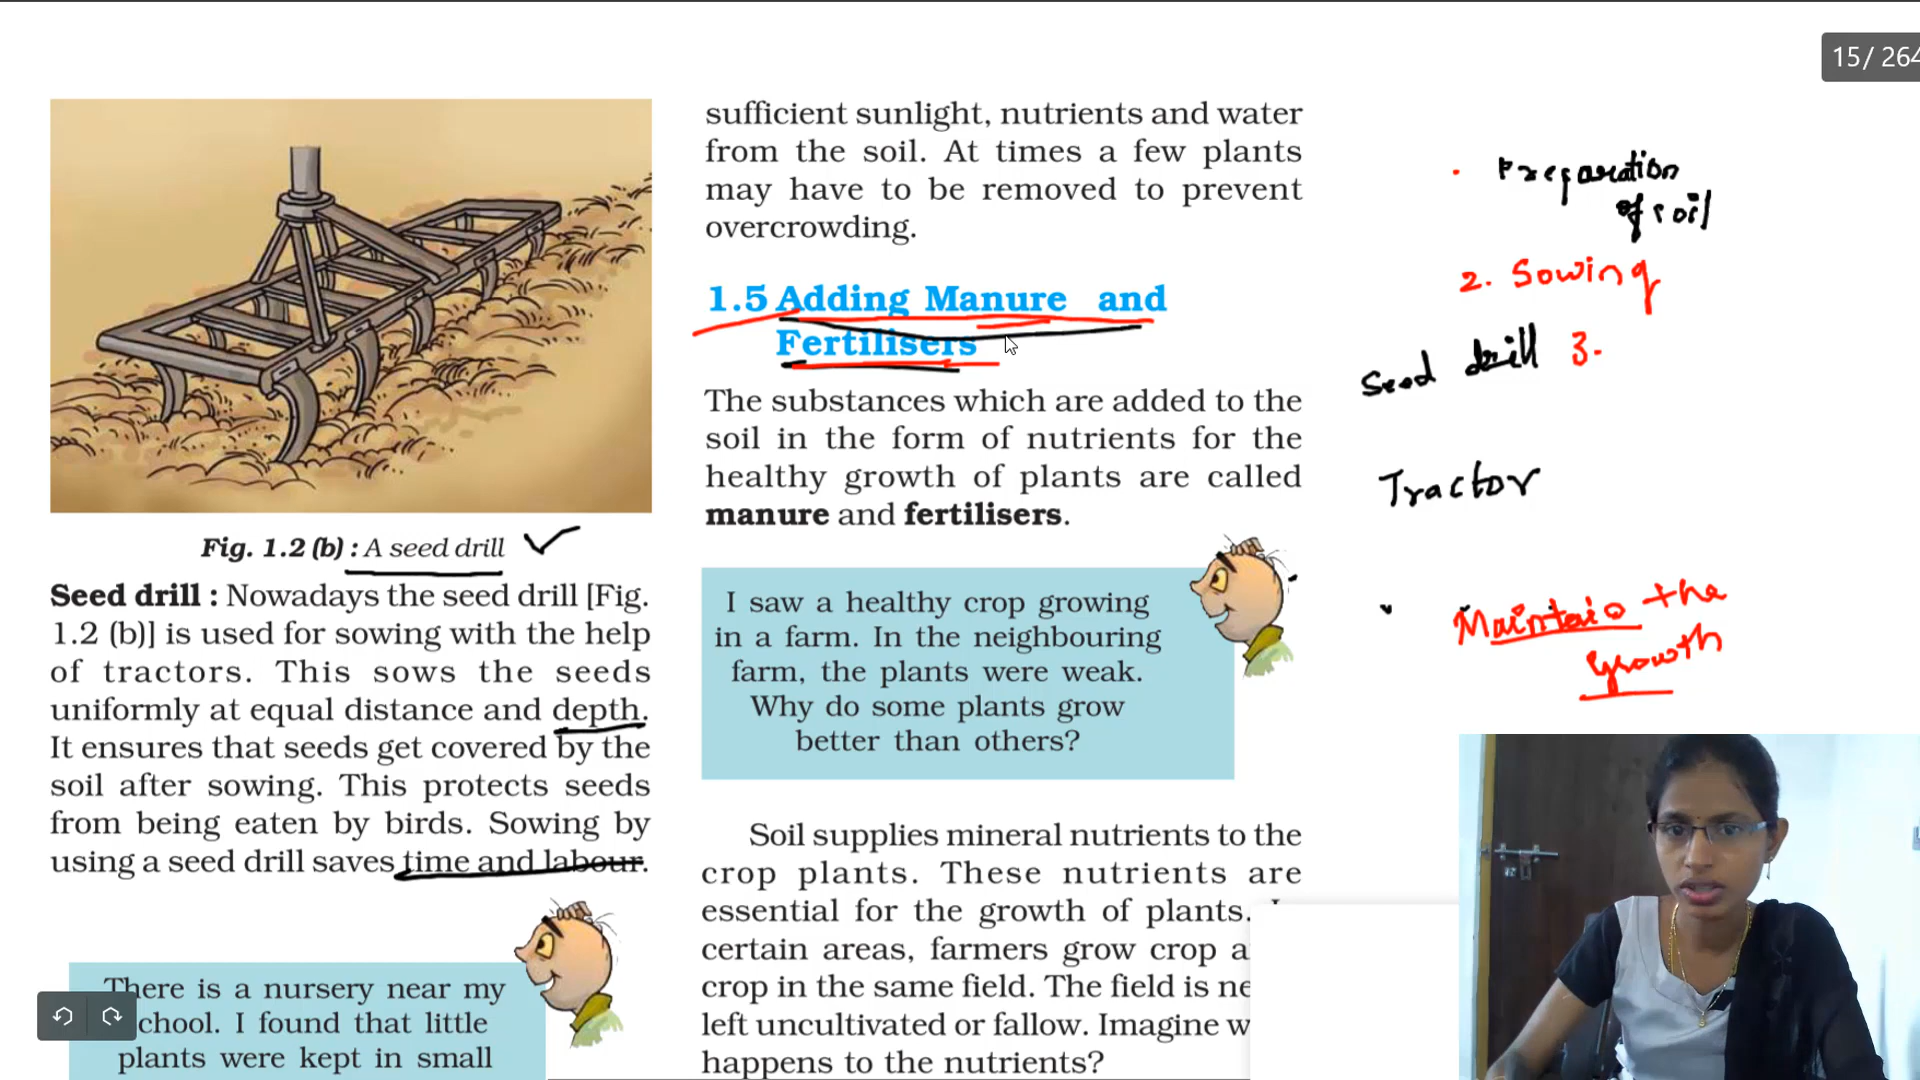 15/ 264
Fig. 1.2 (b) : A seed drill
Seed drill : Nowadays the seed drill [Fig.
1.2 (b)] is used for sowing with the help
of tractors. This sows the seeds
uniformly at equal distance and depth.
It ensures that seeds get covered by the
soil after sowing. This protects seeds
from being eaten by birds. Sowing by
using a seed drill saves time and labour.
There is a nursery near my
chool. I found that little
plants were kept in small
sufficient sunlight, nutrients and water
from the soil. At times a few plants
may have to be removed to prevent
overcrowding.
1.5 Adding Manure and
Fertilisers
The substances which are added to the
soil in the form of nutrients for the
healthy growth of plants are called
manure and fertilisers.
I saw a healthy crop growing
in a farm. In the neighbouring
farm, the plants were weak.
Why do some plants grow
better than others?
Soil supplies mineral nutrients to the
crop plants. These nutrients are
essential for the growth of plants.
certain areas, farmers grow crop a
crop in the same field. The field is ne
left uncultivated or fallow. Imagine w
happens to the nutrients?
Preparation
of soil
2. Sowing
Seed drill 3.
Tractor
Maintain the
growth